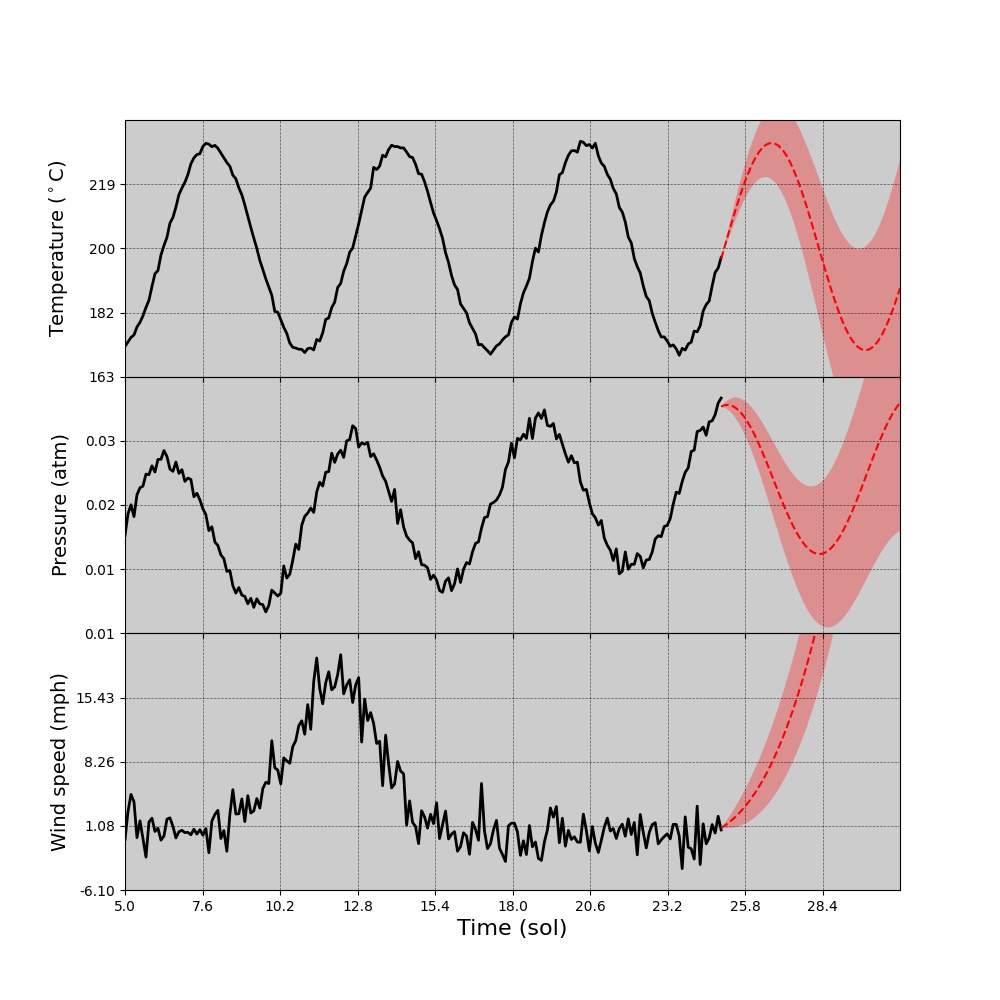 Temperature (°C)
219
200
182
163
Pressure (atm)
0.03
0.02
0.01
0.01
Wind speed (mph)
15.43
8.26
1.08
-6.10
5.0 7.6 10.2 12.8 15.4 18.0 20.6 23.2 25.8 28.4
Time (sol)